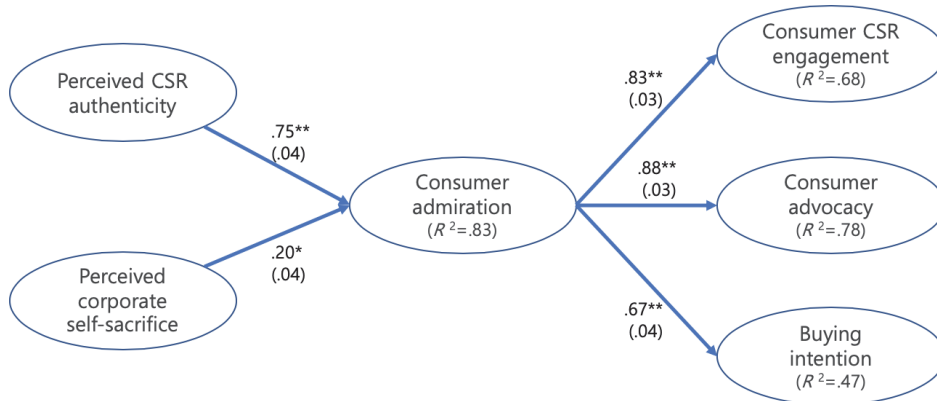 Perceived CSR
authenticity
Perceived
corporate
self-sacrifice
.75**
(.04)
.20*
(.04)
Consumer
admiration
(R ²=.83)
.83**
(.03)
.88**
(.03)
.67**
(.04)
Consumer CSR
engagement
(R ²=.68)
Consumer
advocacy
(R ²=.78)
Buying
intention
(R ²=.47)